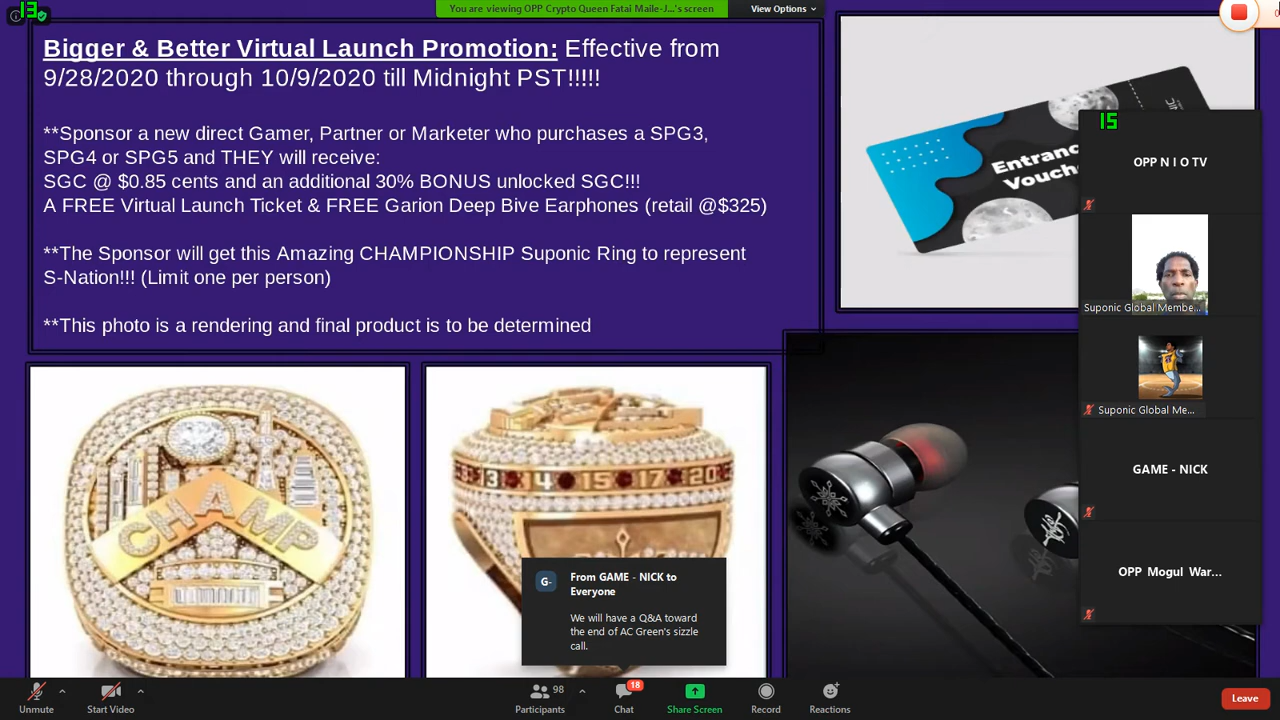 13
You are viewing OPP Crypto Queen Fatai Maile-J...'s screen
View Options
Bigger & Better Virtual Launch Promotion: Effective from
9/28/2020 through 10/9/2020 till Midnight PST!!!!!
**Sponsor a new direct Gamer, Partner or Marketer who purchases a SPG3,
SPG4 or SPG5 and THEY will receive:
SGC @ $0.85 cents and an additional 30% BONUS unlocked SGC!!!
A FREE Virtual Launch Ticket & FREE Garion Deep Bive Earphones (retail @$325)
**The Sponsor will get this Amazing CHAMPIONSHIP Suponic Ring to represent
S-Nation!!! (Limit one per person)
**This photo is a rendering and final product is to be determined
15
OPP N I O TV
Suponic Global Membe...
Suponic Global Me...
GAME - NICK
OPP Mogul War...
CHAMP
3 14 15 17 20
G-
From GAME - NICK to
Everyone
We will have a Q&A toward
the end of AC Green's sizzle
call.
Unmute
Start Video
98
Participants
18
Chat
Share Screen
Record
Reactions
Leave